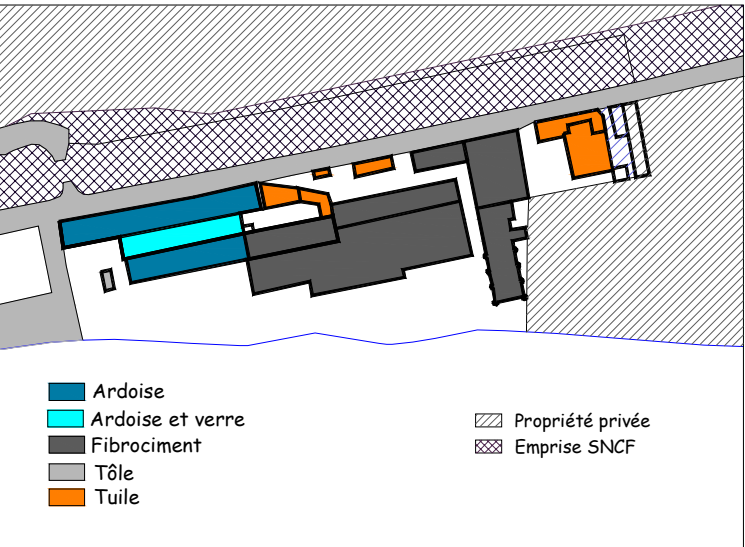 Ardoise
Ardoise et verre
Fibrociment
Tôle
Tuile
Propriété privée
Emprise SNCF